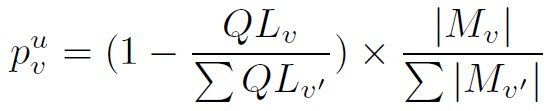 $p_v^u = (1 - \frac{QL_v}{\sum QL_{v'}}) \times \frac{|M_v|}{\sum |M_{v'}|}$